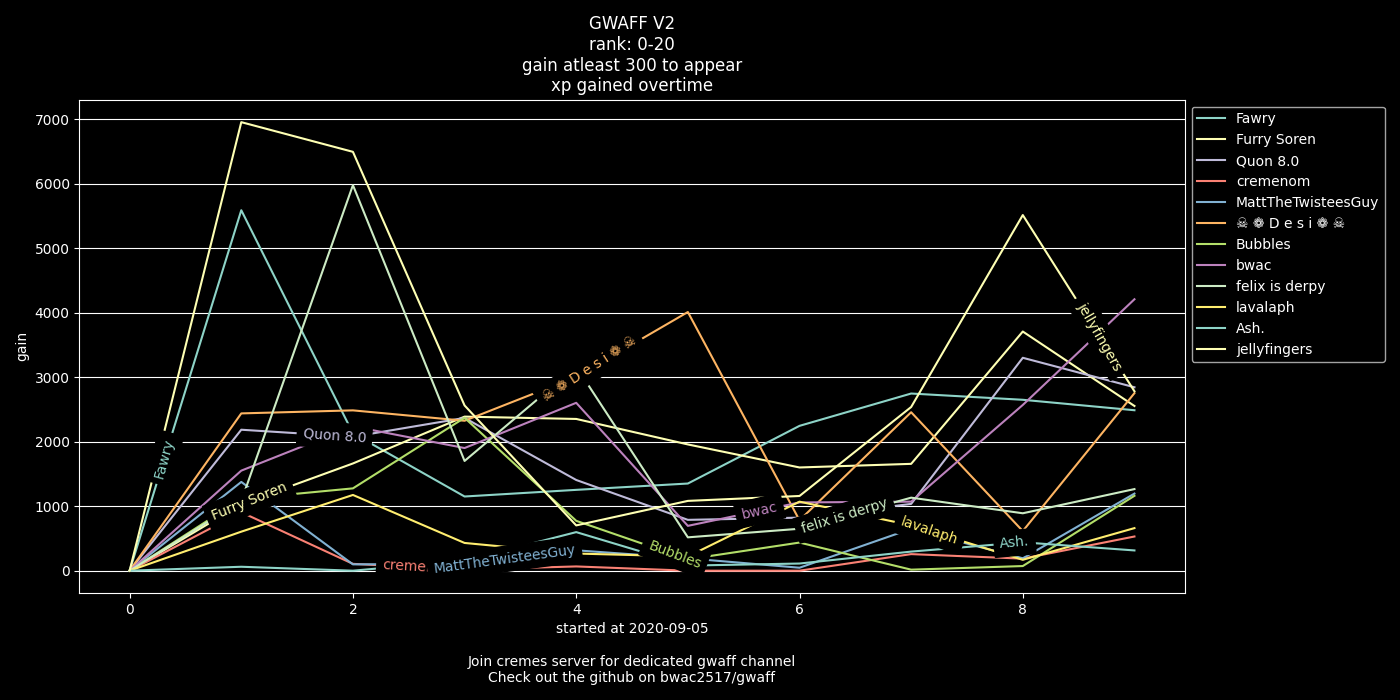 GWAFF V2
rank: 0-20
gain atleast 300 to appear
xp gained overtime
7000
6000
5000
4000
3000
2000
1000
0
gain
0
2
4
6
8
started at 2020-09-05
Join cremes server for dedicated gwaff channel
Check out the github on bwac2517/gwaff
Fawry
Furry Soren
Quon 8.0
creme
MattTheTwisteesGuy
☠ ❁ D e s i ❁ ☠
Bubbles
bwac
felix is derpy
lavalaph
Ash.
jellyfingers
Fawry
Furry Soren
Quon 8.0
cremenom
MattTheTwisteesGuy
☠ ❁ D e s i ❁ ☠
Bubbles
bwac
felix is derpy
lavalaph
Ash.
jellyfingers